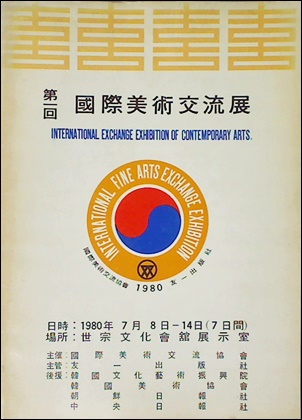 第一回 國際美術交流展
INTERNATIONAL EXCHANGE EXHIBITION OF CONTEMPORARY ARTS.
INTERNATIONAL FINE ARTS EXCHANGE EXHIBITION
國際美術交流協會 1980 友一出版社
日時: 1980年 7月 8日-14日(7日間)
場所: 世宗文化會館展示室
主催: 國際美術交流協會
主管: 友一出版社
後援: 韓國文化藝術振興院
韓國美術協會
朝鮮日報社
中央日報社